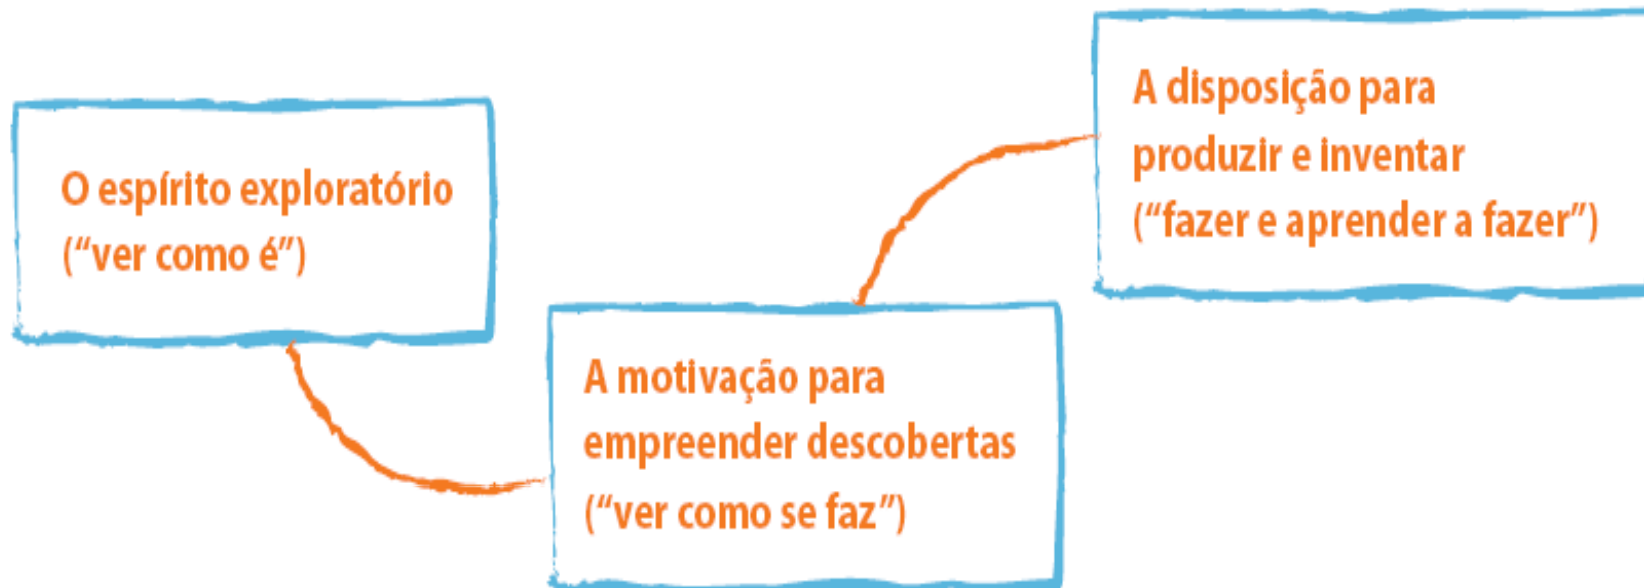 O espírito exploratório
(“ver como é”)
A motivação para
empreender descobertas
(“ver como se faz”)
A disposição para
produzir e inventar
(“fazer e aprender a fazer”)